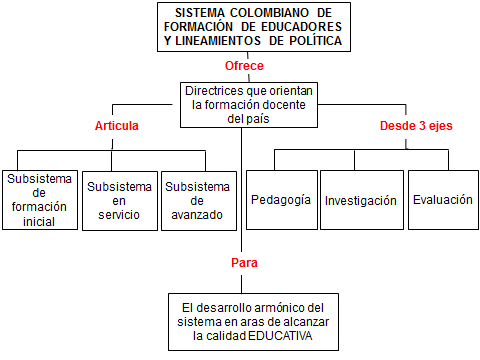 SISTEMA COLOMBIANO DE
FORMACIÓN DE EDUCADORES
Y LINEAMIENTOS DE POLÍTICA
Ofrece
Directrices que orientan
la formación docente
del país
Articula
Desde 3 ejes
Subsistema
de
formación
inicial
Subsistema
en
servicio
Subsistema
de
avanzado
Pedagogía
Investigación
Evaluación
Para
El desarrollo armónico del
sistema en aras de alcanzar
la calidad EDUCATIVA